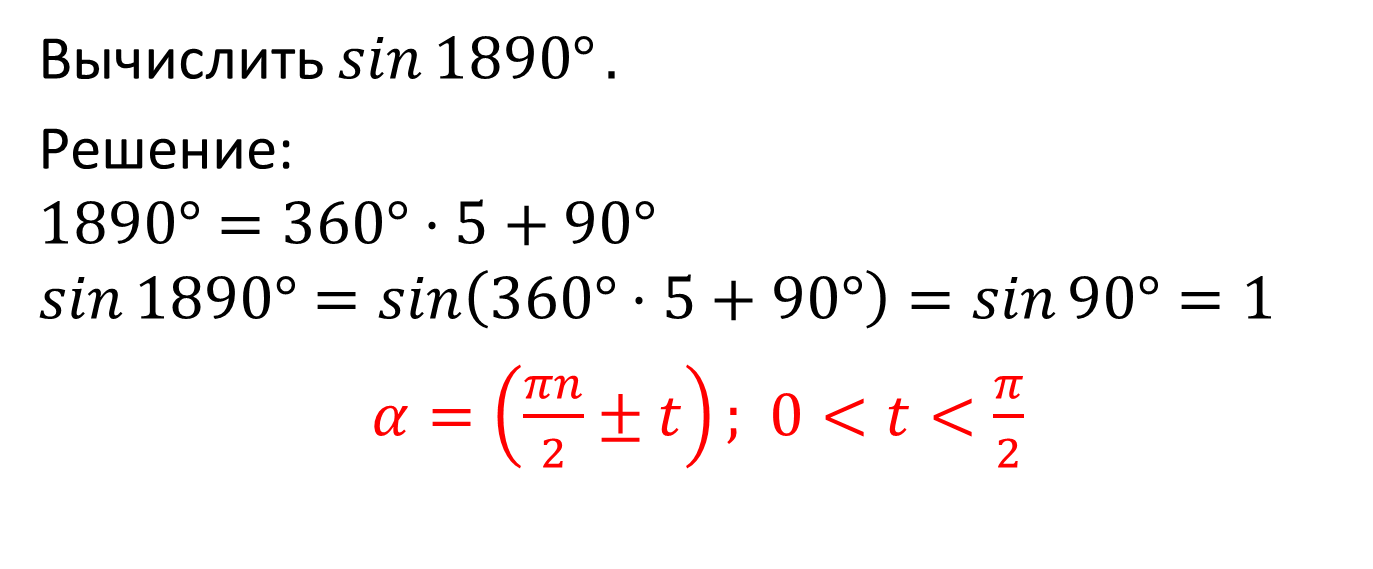 Вычислить sin 1890° .
Решение:
1890° = 360° · 5 + 90°
sin 1890° = sin(360° · 5 + 90°) = sin 90° = 1
α = (πn/2 ± t) ; 0 < t < π/2